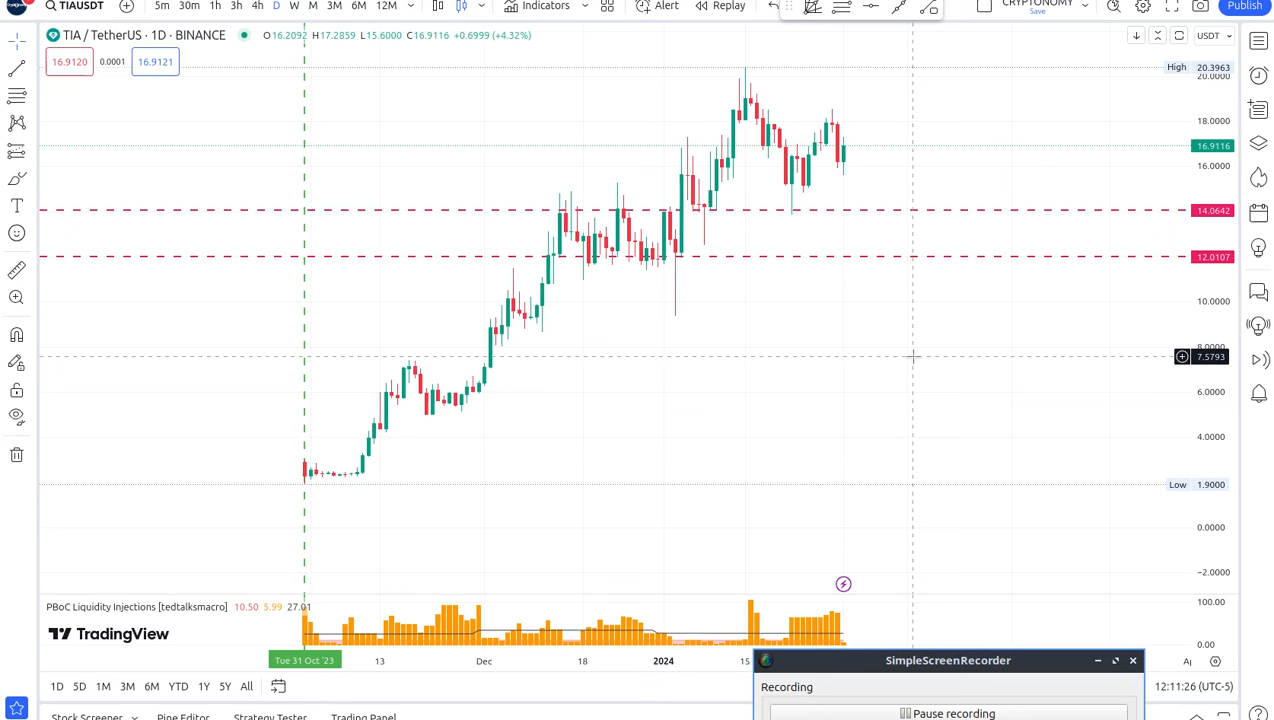 TIAUSDT 5m 30m 1h 3h 4h D W M 3M 6M 12M Indicators Alert Replay CRYPTONOMY Save Publish
TIA / TetherUS · 1D · BINANCE O16.2092 H17.2859 L15.6000 C16.9116 +0.6999 (+4.32%) USDT
16.9120 0.0001 16.9121
High 20.3963
20.0000
18.0000
16.9116
16.0000
14.0642
12.0107
10.0000
8.0000
7.5793
6.0000
4.0000
Low 1.9000
0.0000
−2.0000
PBoC Liquidity Injections [tedtalksmacro] 10.50 5.99 27.01 100.00
TradingView
0.00
Tue 31 Oct '23 13 Dec 18 2024 15
SimpleScreenRecorder
1D 5D 1M 3M 6M YTD 1Y 5Y All Recording 12:11:26 (UTC-5)
Pause recording
Stock Screener Pine Editor Strategy Tester Trading Panel